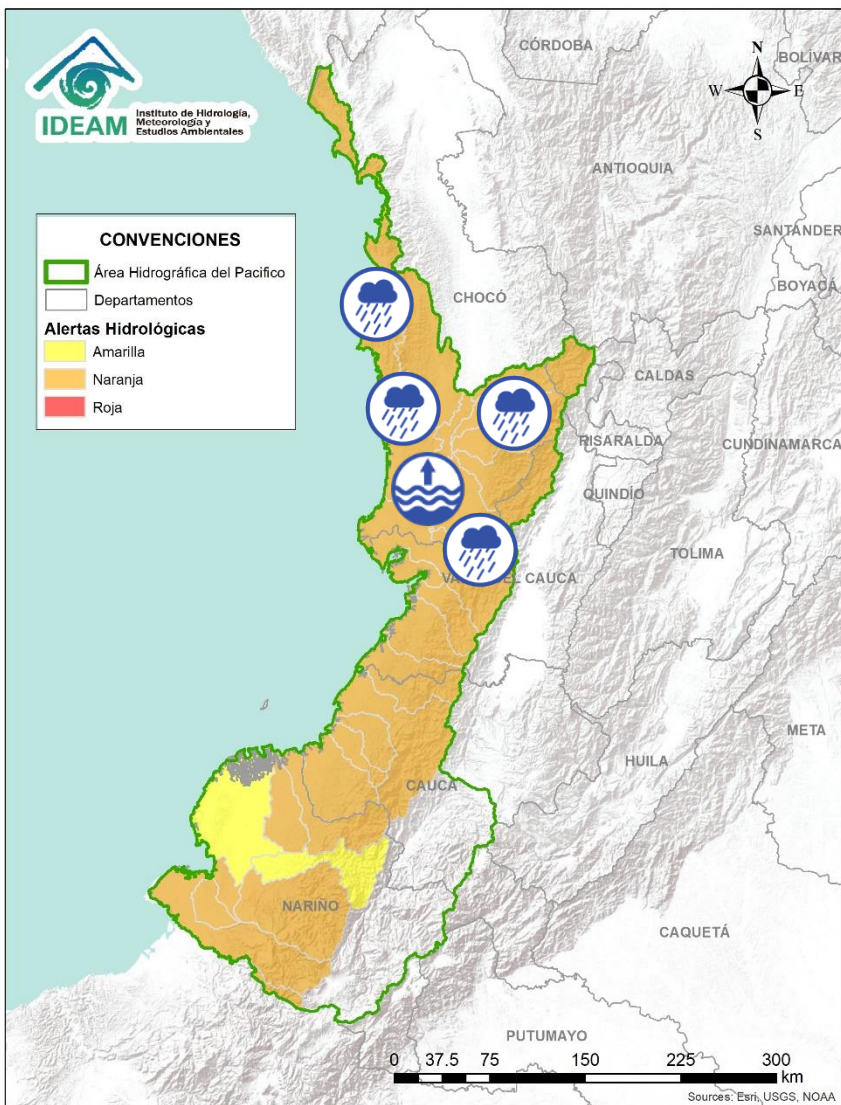 IDEAM
Instituto de Hidrología,
Meteorología y
Estudios Ambientales
N
W E
S
CONVENCIONES
Área Hidrográfica del Pacifico
Departamentos
Alertas Hidrológicas
Amarilla
Naranja
Roja
CÓRDOBA
BOLÍVAR
ANTIOQUIA
SANTANDER
BOYACÁ
CHOCÓ
CALDAS
RISARALDA
CUNDINAMARCA
QUINDÍO
TOLIMA
CAUCA
META
HUILA
CAUCA
NARIÑO
CAQUETÁ
PUTUMAYO
0 37.5 75 150 225 300
km
Sources: Esri, USGS, NOAA